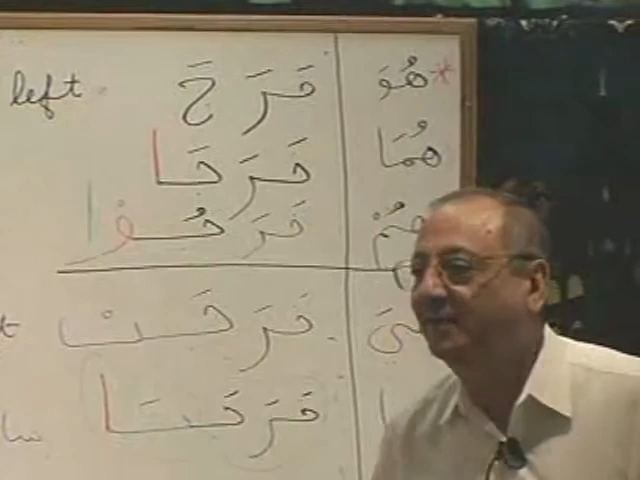 *هُوَ خَرَجَ left
هُمَا خَرَجَا
هُمْ خَرَجُوا
هِيَ خَرَجَتْ
خَرَجَتَا